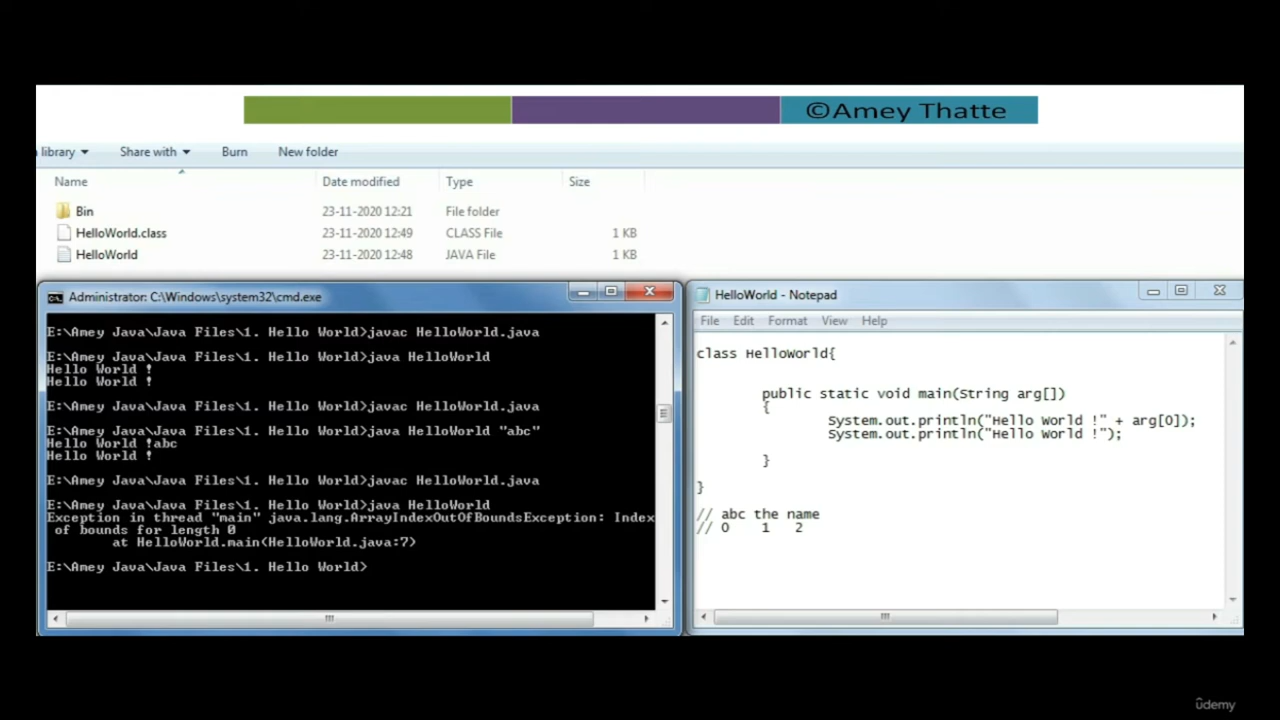 ©Amey Thatte
library Share with Burn New folder
Name Date modified Type Size
Bin 23-11-2020 12:21 File folder
HelloWorld.class 23-11-2020 12:49 CLASS File 1 KB
HelloWorld 23-11-2020 12:48 JAVA File 1 KB
Administrator: C:\Windows\system32\cmd.exe
E:\Amey Java\Java Files\1. Hello World>javac HelloWorld.java
E:\Amey Java\Java Files\1. Hello World>java HelloWorld
Hello World !
Hello World !
E:\Amey Java\Java Files\1. Hello World>javac HelloWorld.java
E:\Amey Java\Java Files\1. Hello World>java HelloWorld "abc"
Hello World !abc
Hello World !
E:\Amey Java\Java Files\1. Hello World>javac HelloWorld.java
E:\Amey Java\Java Files\1. Hello World>java HelloWorld
Exception in thread "main" java.lang.ArrayIndexOutOfBoundsException: Index
of bounds for length 0
at HelloWorld.main(HelloWorld.java:7)
E:\Amey Java\Java Files\1. Hello World>
HelloWorld - Notepad
File Edit Format View Help
class HelloWorld{
public static void main(String arg[])
{
System.out.println("Hello World !" + arg[0]);
System.out.println("Hello World !");
}
}
// abc the name
// 0 1 2
ûdemy